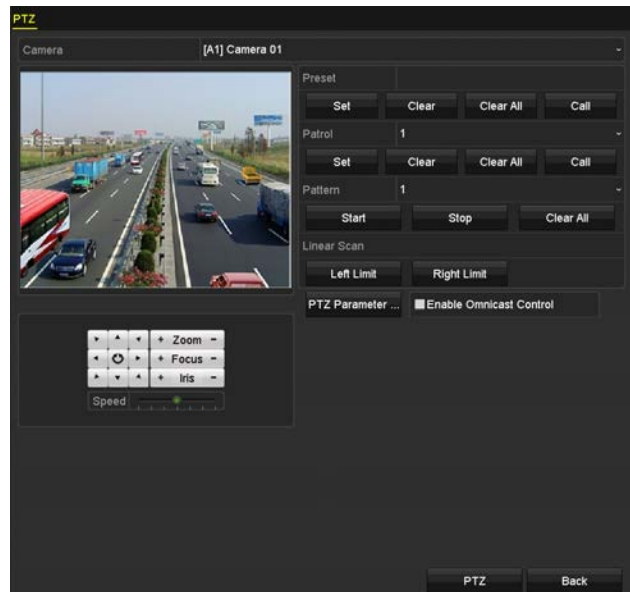 PTZ
Camera [A1] Camera 01
Preset
Set Clear Clear All Call
Patrol 1
Set Clear Clear All Call
Pattern 1
Start Stop Clear All
Linear Scan
Left Limit Right Limit
PTZ Parameter ... Enable Omnicast Control
+ Zoom -
+ Focus -
+ Iris -
Speed
PTZ Back